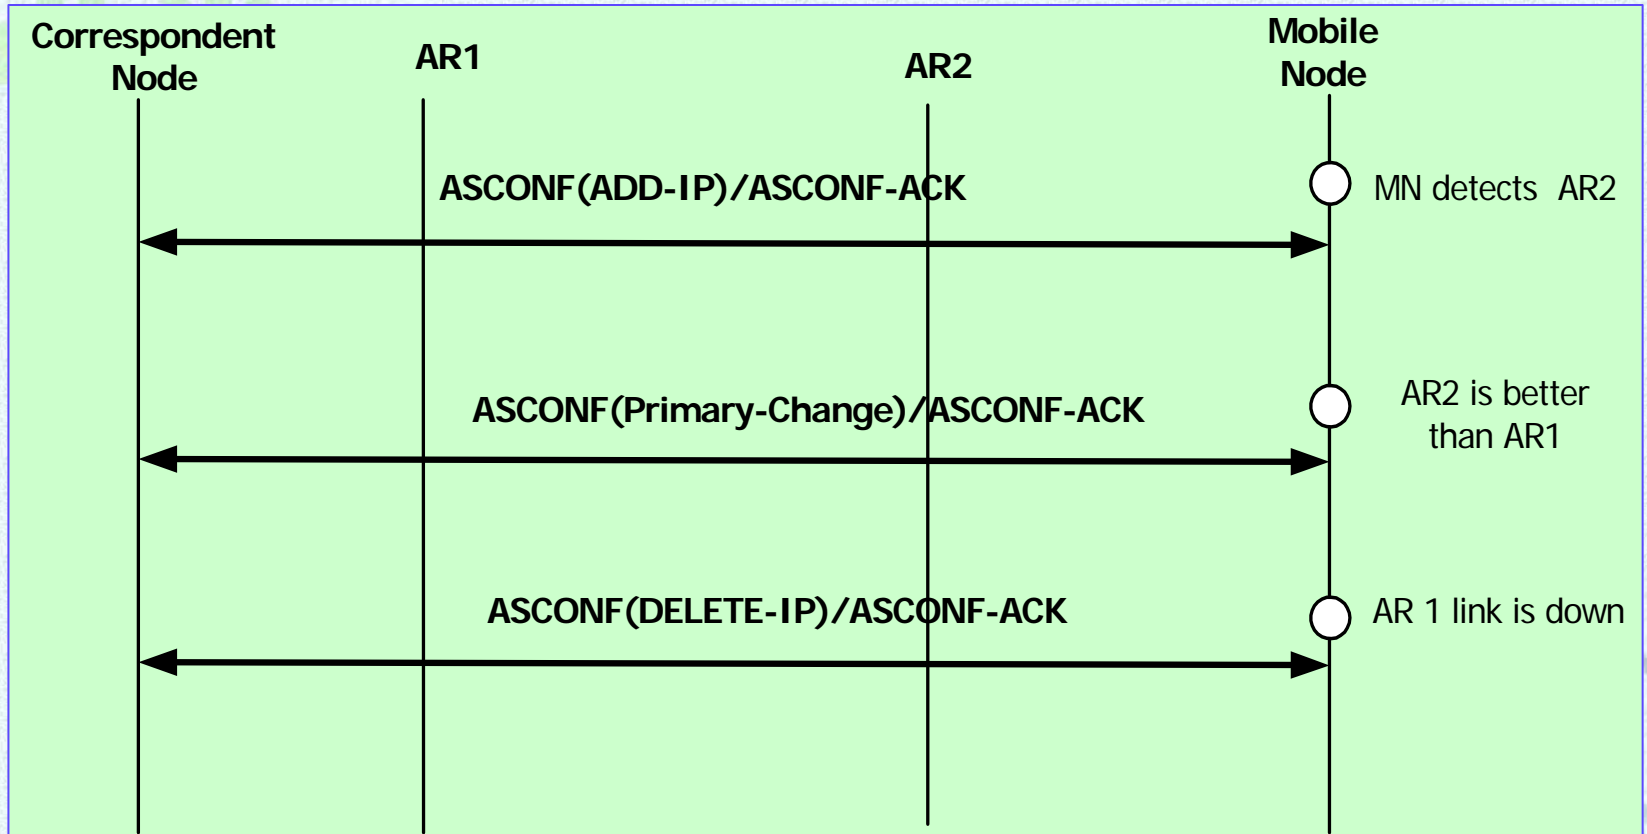 Correspondent
Node
AR1
AR2
Mobile
Node
ASCONF(ADD-IP)/ASCONF-ACK
MN detects AR2
ASCONF(Primary-Change)/ASCONF-ACK
AR2 is better
than AR1
ASCONF(DELETE-IP)/ASCONF-ACK
AR 1 link is down